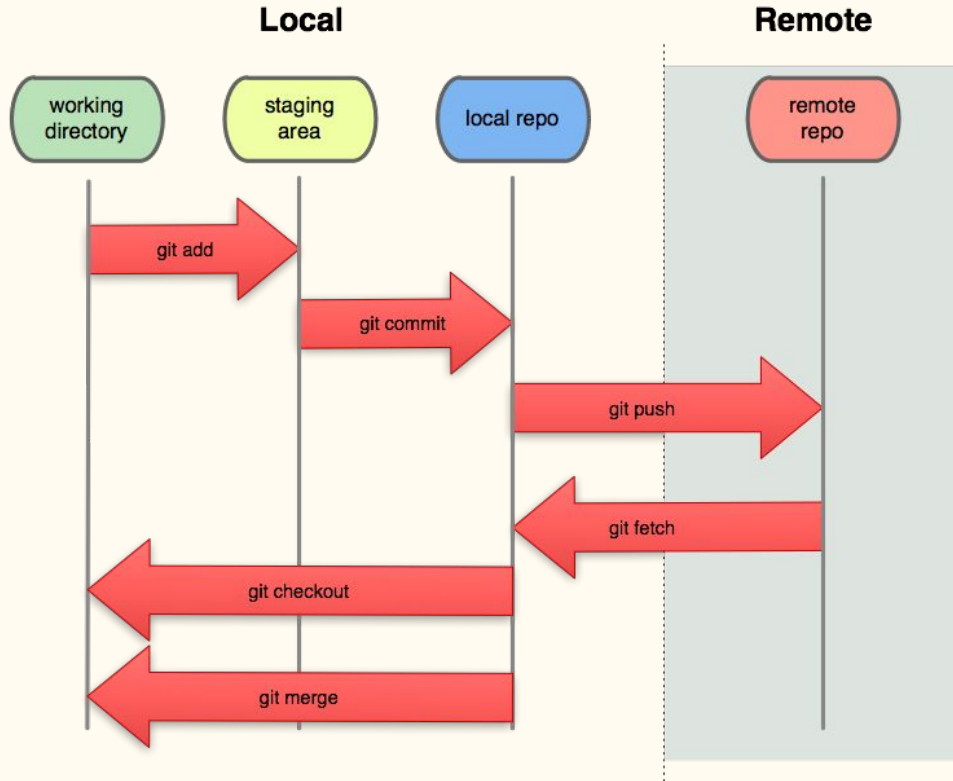 Local
Remote
working
directory
staging
area
local repo
remote
repo
git add
git commit
git push
git fetch
git checkout
git merge